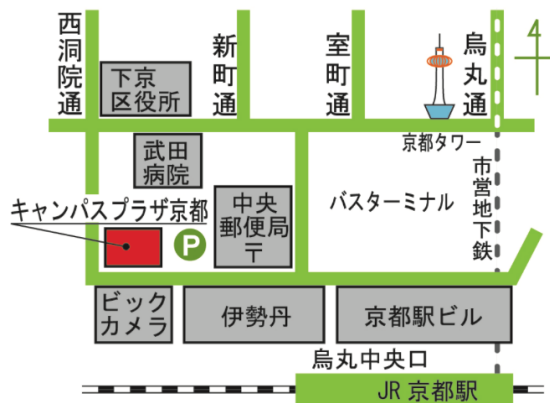 西洞院通
新町通
室町通
烏丸通
4
下京
区役所
京都タワー
武田
病院
市営地下鉄
キャンパスプラザ京都
中央
郵便局
〒
バスターミナル
P
ビック
カメラ
伊勢丹
京都駅ビル
烏丸中央口
JR 京都駅